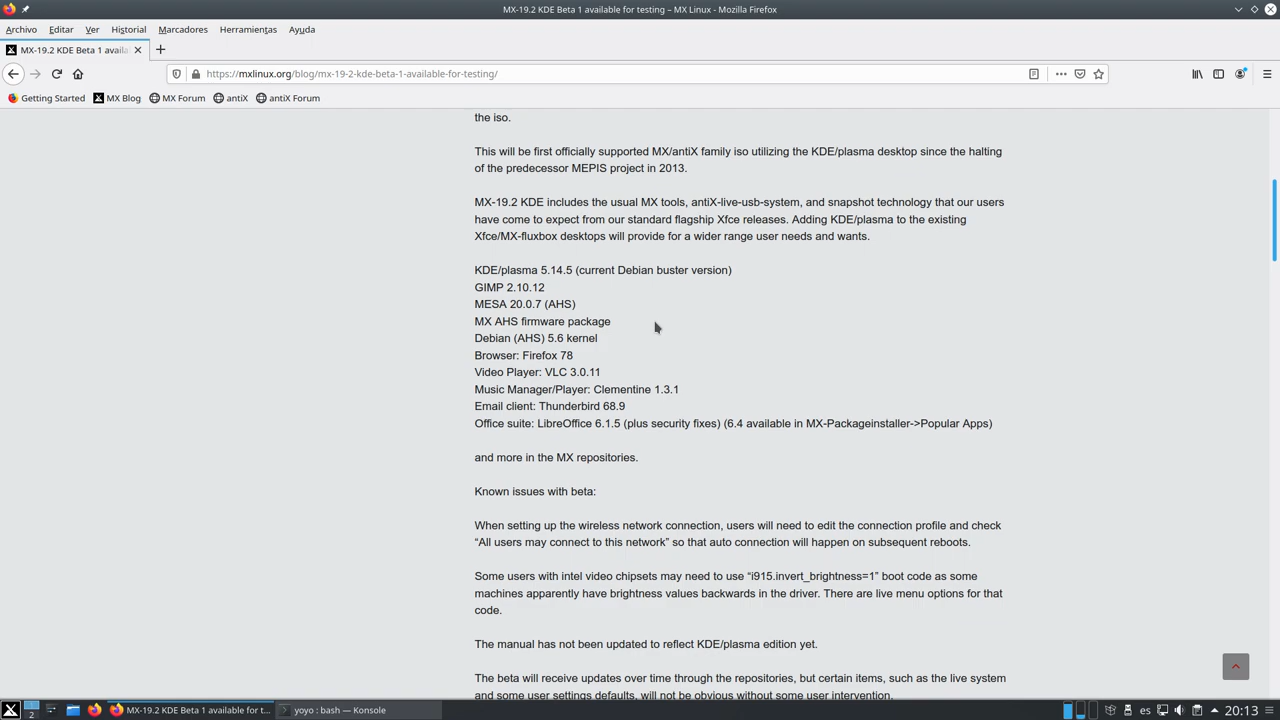 MX-19.2 KDE Beta 1 available for testing – MX Linux - Mozilla Firefox
Archivo Editar Ver Historial Marcadores Herramientas Ayuda
MX-19.2 KDE Beta 1 availa
https://mxlinux.org/blog/mx-19-2-kde-beta-1-available-for-testing/
Getting Started MX Blog MX Forum antiX antiX Forum
the iso.
This will be first officially supported MX/antiX family iso utilizing the KDE/plasma desktop since the halting
of the predecessor MEPIS project in 2013.
MX-19.2 KDE includes the usual MX tools, antiX-live-usb-system, and snapshot technology that our users
have come to expect from our standard flagship Xfce releases. Adding KDE/plasma to the existing
Xfce/MX-fluxbox desktops will provide for a wider range user needs and wants.
KDE/plasma 5.14.5 (current Debian buster version)
GIMP 2.10.12
MESA 20.0.7 (AHS)
MX AHS firmware package
Debian (AHS) 5.6 kernel
Browser: Firefox 78
Video Player: VLC 3.0.11
Music Manager/Player: Clementine 1.3.1
Email client: Thunderbird 68.9
Office suite: LibreOffice 6.1.5 (plus security fixes) (6.4 available in MX-Packageinstaller->Popular Apps)
and more in the MX repositories.
Known issues with beta:
When setting up the wireless network connection, users will need to edit the connection profile and check
“All users may connect to this network” so that auto connection will happen on subsequent reboots.
Some users with intel video chipsets may need to use “i915.invert_brightness=1” boot code as some
machines apparently have brightness values backwards in the driver. There are live menu options for that
code.
The manual has not been updated to reflect KDE/plasma edition yet.
The beta will receive updates over time through the repositories, but certain items, such as the live system
and some user settings defaults, will not be obvious without some user intervention.
1
2
MX-19.2 KDE Beta 1 available for t...
yoyo : bash — Konsole
es
20:13